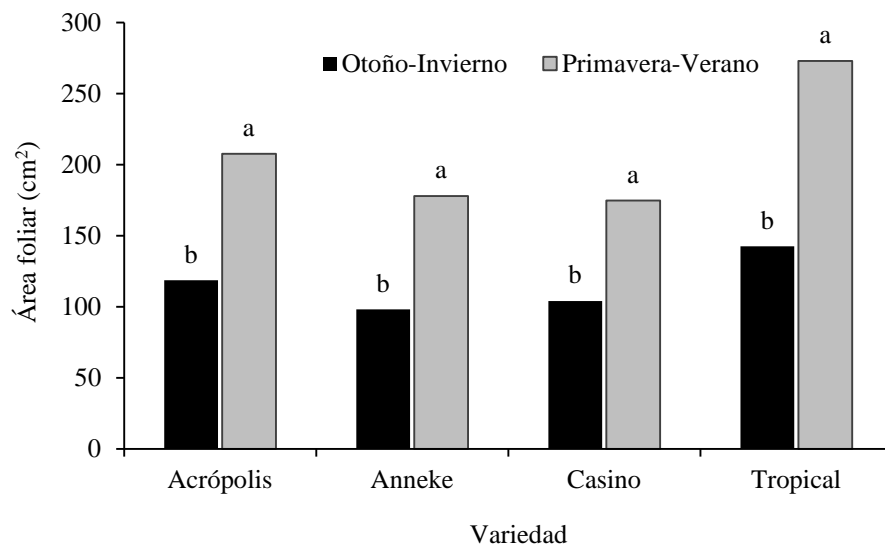 300
250
200
150
100
50
0
Área foliar (cm²)
Otoño-Invierno Primavera-Verano
b a
b a
b a
b a
Acrópolis Anneke Casino Tropical
Variedad